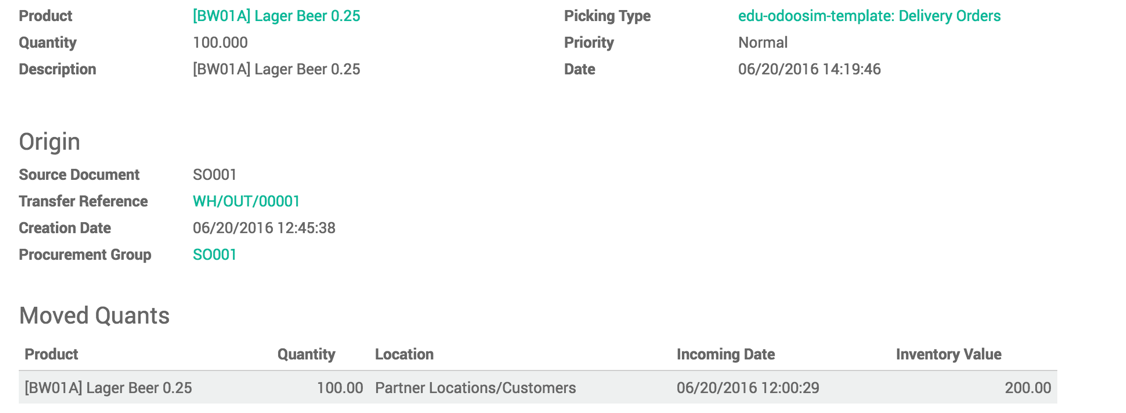 Product [BW01A] Lager Beer 0.25 Picking Type edu-odoosim-template: Delivery Orders
Quantity 100.000 Priority Normal
Description [BW01A] Lager Beer 0.25 Date 06/20/2016 14:19:46
Origin
Source Document SO001
Transfer Reference WH/OUT/00001
Creation Date 06/20/2016 12:45:38
Procurement Group SO001
Moved Quants
Product Quantity Location Incoming Date Inventory Value
[BW01A] Lager Beer 0.25 100.00 Partner Locations/Customers 06/20/2016 12:00:29 200.00